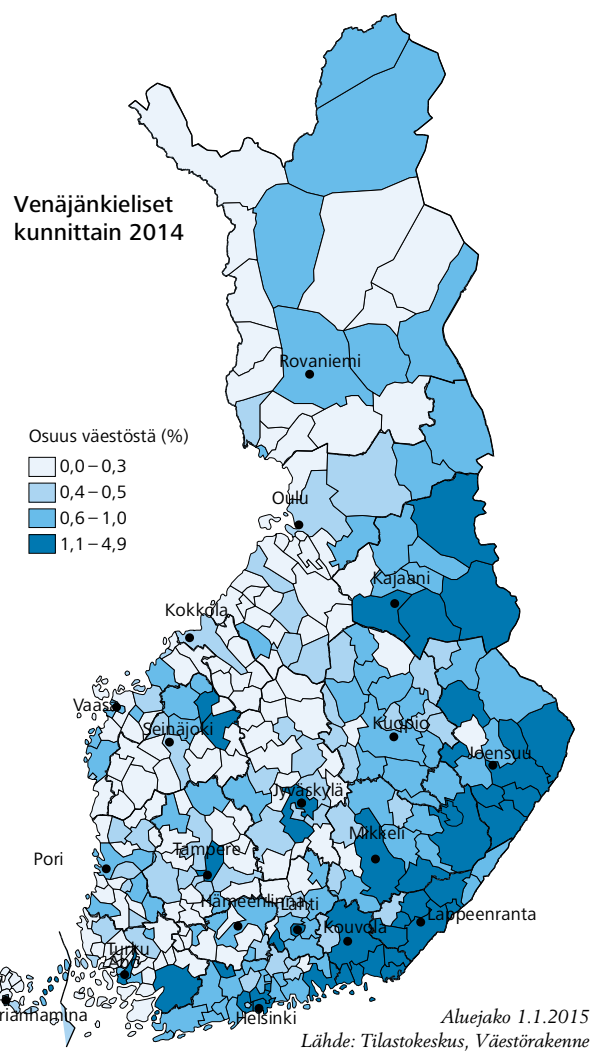 Venäjänkieliset
kunnittain 2014
Rovaniemi
Osuus väestöstä (%)
0,0–0,3
0,4–0,5
0,6–1,0
1,1–4,9
Oulu
Kajaani
Kokkola
Vaasa
Seinäjoki
Kuopio
Joensuu
Jyväskylä
Mikkeli
Tampere
Pori
Hämeenlinna
Lahti
Lappeenranta
Kouvola
Turku
Åbo
rianhamina
Helsinki
Aluejako 1.1.2015
Lähde: Tilastokeskus, Väestörakenne